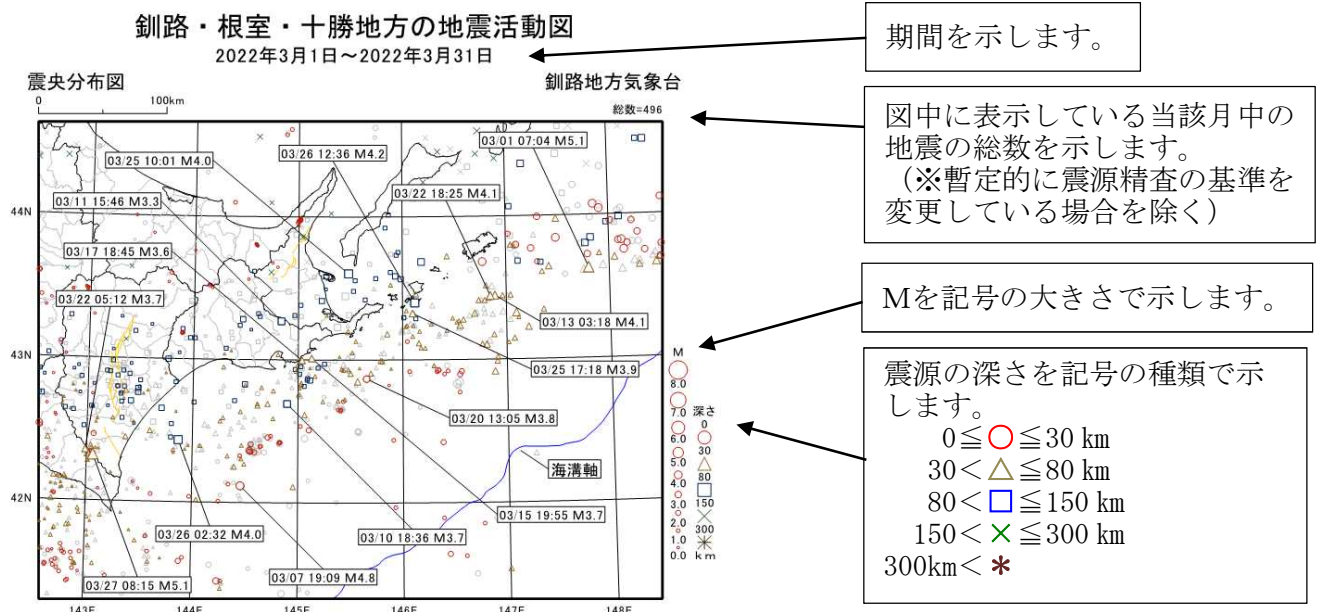 釧路・根室・十勝地方の地震活動図
2022年3月1日～2022年3月31日
震央分布図
釧路地方気象台
0 100km
総数=496
03/01 07:04 M5.1
03/26 12:36 M4.2
03/25 10:01 M4.0
03/22 18:25 M4.1
03/11 15:46 M3.3
44N
03/17 18:45 M3.6
03/22 05:12 M3.7
03/13 03:18 M4.1
43N
03/25 17:18 M3.9
03/20 13:05 M3.8
海溝軸
42N
03/15 19:55 M3.7
03/26 02:32 M4.0
03/10 18:36 M3.7
03/07 19:09 M4.8
03/27 08:15 M5.1
143E 144E 145E 146E 147E 148E
M
8.0
7.0
6.0
5.0
4.0
3.0
2.0
1.0
0.0
深さ
0
30
80
150
300
km
期間を示します。
図中に表示している当該月中の
地震の総数を示します。
（※暫定的に震源精査の基準を
変更している場合を除く）
Mを記号の大きさで示します。
震源の深さを記号の種類で示
します。
0≦○≦30 km
30<△≦80 km
80<□≦150 km
150<×≦300 km
300km<*